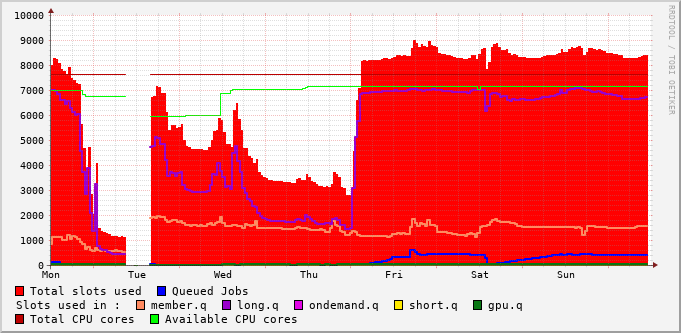 10000
9000
8000
7000
6000
5000
4000
3000
2000
1000
0
Mon Tue Wed Thu Fri Sat Sun
Total slots used Queued Jobs
Slots used in : member.q long.q ondemand.q short.q gpu.q
Total CPU cores Available CPU cores
RRDTOOL / TOBI OETIKER